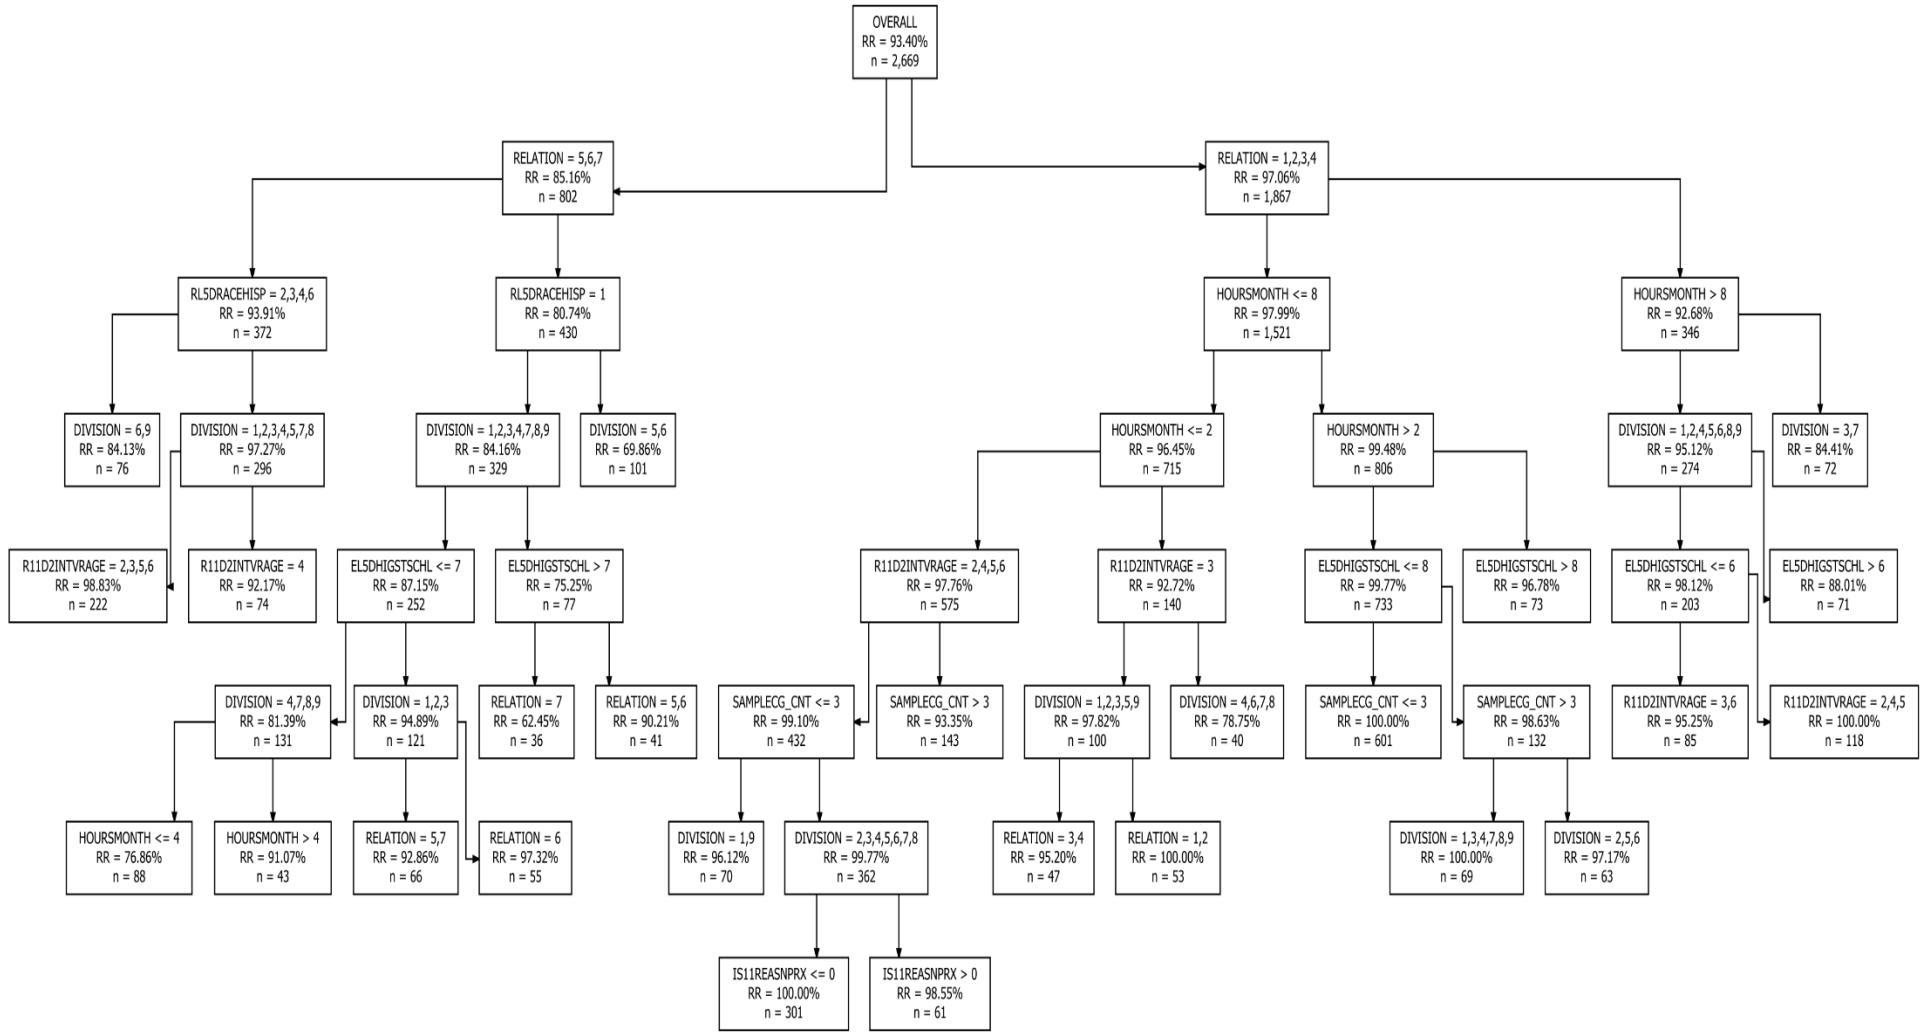 OVERALL
RR = 93.40%
n = 2,669
RELATION = 5,6,7
RR = 85.16%
n = 802
RELATION = 1,2,3,4
RR = 97.06%
n = 1,867
RL5DRACEHISP = 2,3,4,6
RR = 93.91%
n = 372
RL5DRACEHISP = 1
RR = 80.74%
n = 430
HOURSMONTH <= 8
RR = 97.99%
n = 1,521
HOURSMONTH > 8
RR = 92.68%
n = 346
DIVISION = 6,9
RR = 84.13%
n = 76
DIVISION = 1,2,3,4,5,7,8
RR = 97.27%
n = 296
DIVISION = 1,2,3,4,7,8,9
RR = 84.16%
n = 329
DIVISION = 5,6
RR = 69.86%
n = 101
HOURSMONTH <= 2
RR = 96.45%
n = 715
HOURSMONTH > 2
RR = 99.48%
n = 806
DIVISION = 1,2,4,5,6,8,9
RR = 95.12%
n = 274
DIVISION = 3,7
RR = 84.41%
n = 72
R11D2INTVRAGE = 2,3,5,6
RR = 98.83%
n = 222
R11D2INTVRAGE = 4
RR = 92.17%
n = 74
EL5DHIGSTSCHL <= 7
RR = 87.15%
n = 252
EL5DHIGSTSCHL > 7
RR = 75.25%
n = 77
R11D2INTVRAGE = 2,4,5,6
RR = 97.76%
n = 575
R11D2INTVRAGE = 3
RR = 92.72%
n = 140
EL5DHIGSTSCHL <= 8
RR = 99.77%
n = 733
EL5DHIGSTSCHL > 8
RR = 96.78%
n = 73
EL5DHIGSTSCHL <= 6
RR = 98.12%
n = 203
EL5DHIGSTSCHL > 6
RR = 88.01%
n = 71
DIVISION = 4,7,8,9
RR = 81.39%
n = 131
DIVISION = 1,2,3
RR = 94.89%
n = 121
RELATION = 7
RR = 62.45%
n = 36
RELATION = 5,6
RR = 90.21%
n = 41
SAMPLECG_CNT <= 3
RR = 99.10%
n = 432
SAMPLECG_CNT > 3
RR = 93.35%
n = 143
DIVISION = 1,2,3,5,9
RR = 97.82%
n = 100
DIVISION = 4,6,7,8
RR = 78.75%
n = 40
SAMPLECG_CNT <= 3
RR = 100.00%
n = 601
SAMPLECG_CNT > 3
RR = 98.63%
n = 132
R11D2INTVRAGE = 3,6
RR = 95.25%
n = 85
R11D2INTVRAGE = 2,4,5
RR = 100.00%
n = 118
HOURSMONTH <= 4
RR = 76.86%
n = 88
HOURSMONTH > 4
RR = 91.07%
n = 43
RELATION = 5,7
RR = 92.86%
n = 66
RELATION = 6
RR = 97.32%
n = 55
DIVISION = 1,9
RR = 96.12%
n = 70
DIVISION = 2,3,4,5,6,7,8
RR = 99.77%
n = 362
RELATION = 3,4
RR = 95.20%
n = 47
RELATION = 1,2
RR = 100.00%
n = 53
DIVISION = 1,3,4,7,8,9
RR = 100.00%
n = 69
DIVISION = 2,5,6
RR = 97.17%
n = 63
IS11REASNPRX <= 0
RR = 100.00%
n = 301
IS11REASNPRX > 0
RR = 98.55%
n = 61